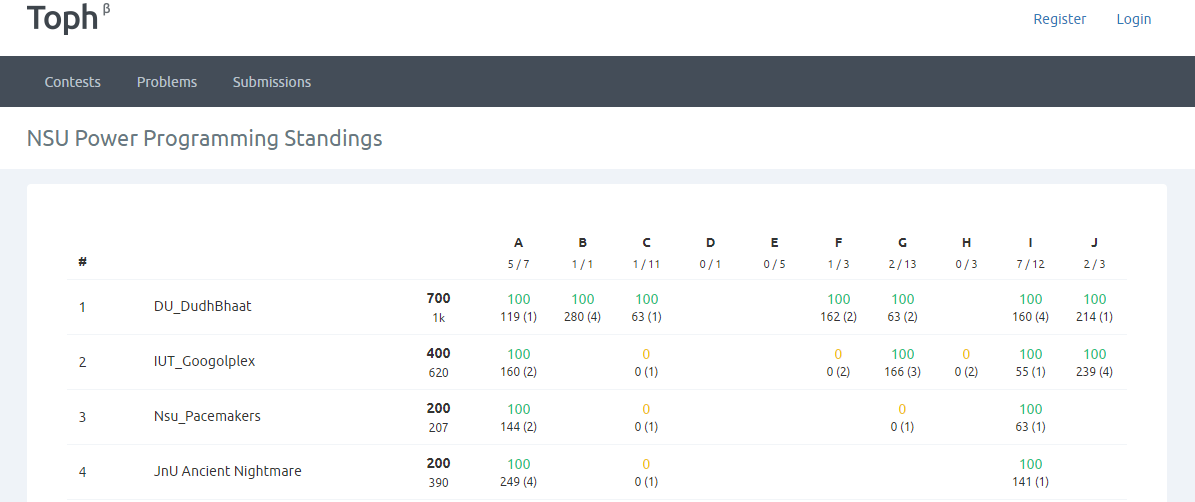 Toph β
Register Login
Contests Problems Submissions
NSU Power Programming Standings
# A B C D E F G H I J
5 / 7 1 / 1 1 / 11 0 / 1 0 / 5 1 / 3 2 / 13 0 / 3 7 / 12 2 / 3
1 DU_DudhBhaat 700 100 100 100 100 100 100 100
1k 119 (1) 280 (4) 63 (1) 162 (2) 63 (2) 160 (4) 214 (1)
2 IUT_Googolplex 400 100 0 0 100 0 100 100
620 160 (2) 0 (1) 0 (2) 166 (3) 0 (2) 55 (1) 239 (4)
3 Nsu_Pacemakers 200 100 0 0 100
207 144 (2) 0 (1) 0 (1) 63 (1)
4 JnU Ancient Nightmare 200 100 0 100
390 249 (4) 0 (1) 141 (1)